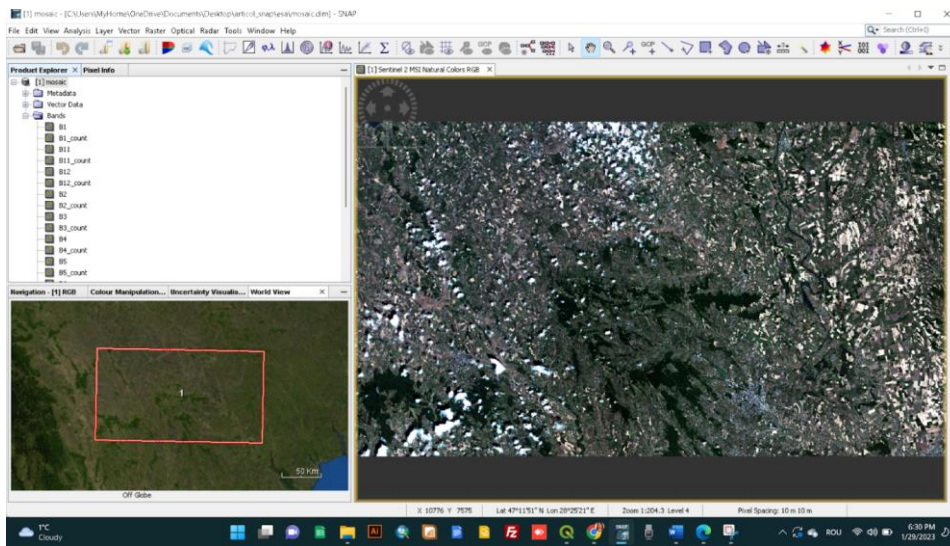 [1] mosaic - [C:\Users\MyHome\OneDrive\Documents\Desktop\articol_snap\esa\mosaic.dim] - SNAP
File Edit View Analysis Layer Vector Raster Optical Radar Tools Window Help
Search (Ctrl+I)
Product Explorer × Pixel Info
[1] Sentinel 2 MSI Natural Colors RGB ×
[1] mosaic
Metadata
Vector Data
Bands
B1
B1_count
B11
B11_count
B12
B12_count
B2
B2_count
B3
B3_count
B4
B4_count
B5
B5_count
Navigation - [1] RGB Colour Manipulation... Uncertainty Visualis... World View ×
1
50 Km
Off Globe
X 10776 Y 7575 Lat 47°11'51" N Lon 28°25'21" E Zoom 1:204.3 Level 4 Pixel Spacing: 10 m 10 m
1°C
Cloudy
ROU
6:30 PM
1/29/2023